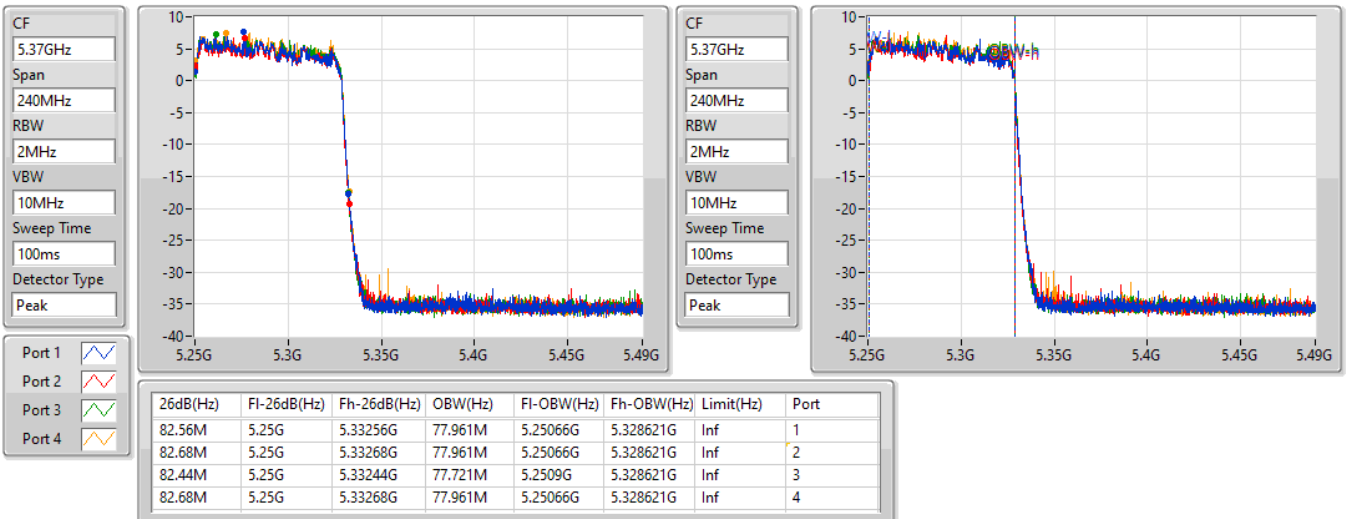 CF
5.37GHz
Span
240MHz
RBW
2MHz
VBW
10MHz
Sweep Time
100ms
Detector Type
Peak
10
5
0
-5
-10
-15
-20
-25
-30
-35
-40
5.25G 5.3G 5.35G 5.4G 5.45G 5.49G
CF
5.37GHz
Span
240MHz
RBW
2MHz
VBW
10MHz
Sweep Time
100ms
Detector Type
Peak
10
5
0
-5
-10
-15
-20
-25
-30
-35
-40
OBW-h
5.25G 5.3G 5.35G 5.4G 5.45G 5.49G
Port 1
Port 2
Port 3
Port 4
26dB(Hz) Fl-26dB(Hz) Fh-26dB(Hz) OBW(Hz) Fl-OBW(Hz) Fh-OBW(Hz) Limit(Hz) Port
82.56M 5.25G 5.33256G 77.961M 5.25066G 5.328621G Inf 1
82.68M 5.25G 5.33268G 77.961M 5.25066G 5.328621G Inf 2
82.44M 5.25G 5.33244G 77.721M 5.2509G 5.328621G Inf 3
82.68M 5.25G 5.33268G 77.961M 5.25066G 5.328621G Inf 4